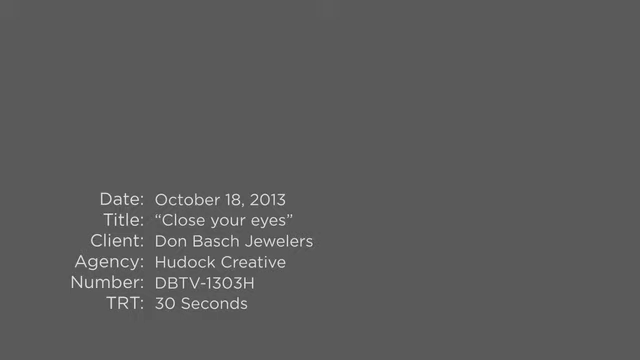 Date: October 18, 2013
Title: “Close your eyes”
Client: Don Basch Jewelers
Agency: Hudock Creative
Number: DBTV-1303H
TRT: 30 Seconds